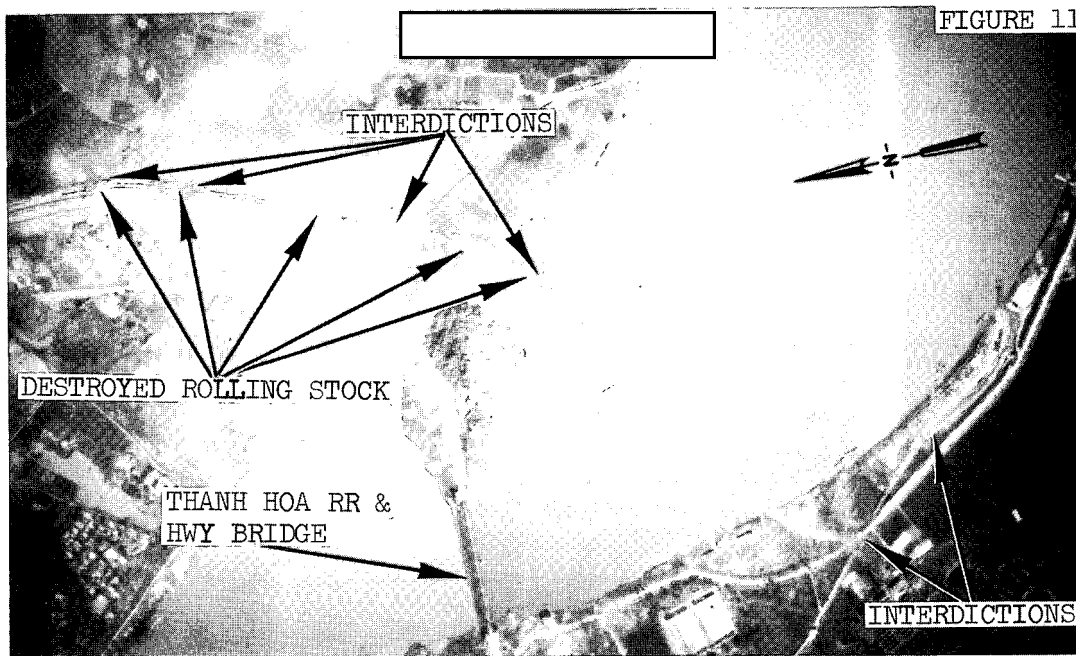 FIGURE 11
INTERDICTIONS
-N-
DESTROYED ROLLING STOCK
THANH HOA RR &
HWY BRIDGE
INTERDICTIONS